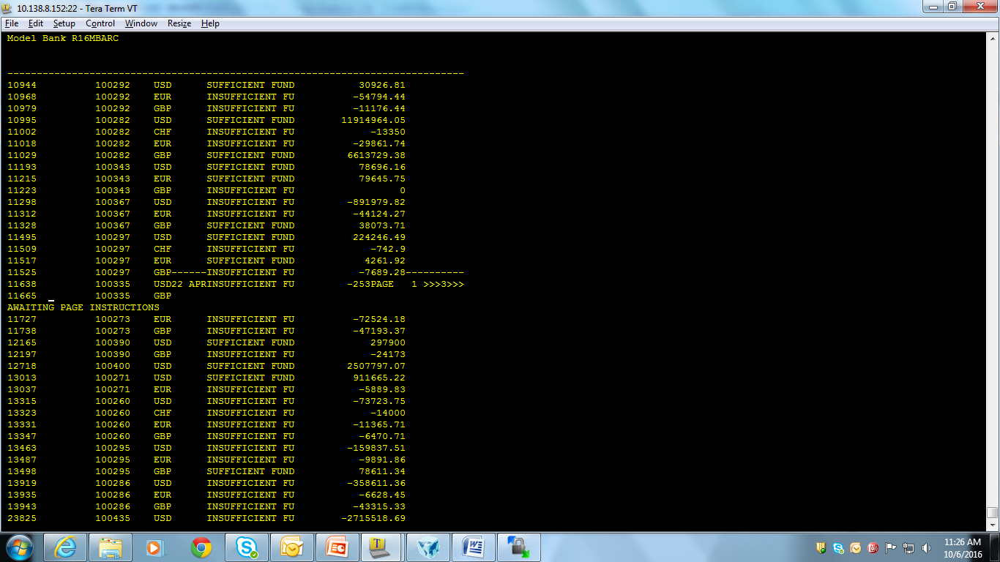 10.138.8.152:22 - Tera Term VT
File Edit Setup Control Window Resize Help
Model Bank R16MBARC
------------------------------------------------------------------------------
10944 100292 USD SUFFICIENT FUND 30926.81
10968 100292 EUR INSUFFICIENT FU -54794.44
10979 100292 GBP INSUFFICIENT FU -11176.44
10995 100282 USD SUFFICIENT FUND 11914964.05
11002 100282 CHF INSUFFICIENT FU -13350
11018 100282 EUR INSUFFICIENT FU -29861.74
11029 100282 GBP SUFFICIENT FUND 6613729.38
11193 100343 USD SUFFICIENT FUND 78696.16
11215 100343 EUR SUFFICIENT FUND 79645.75
11223 100343 GBP INSUFFICIENT FU 0
11298 100367 USD INSUFFICIENT FU -891979.82
11312 100367 EUR INSUFFICIENT FU -44124.27
11328 100367 GBP SUFFICIENT FUND 38073.71
11495 100297 USD SUFFICIENT FUND 224246.49
11509 100297 CHF INSUFFICIENT FU -742.9
11517 100297 EUR SUFFICIENT FUND 4261.92
11525 100297 GBP------INSUFFICIENT FU -7689.28----------
11638 100335 USD22 APRINSUFFICIENT FU -253PAGE 1 >>>3>>>
11665 100335 GBP
AWAITING PAGE INSTRUCTIONS
11727 100273 EUR INSUFFICIENT FU -72524.18
11738 100273 GBP INSUFFICIENT FU -47193.37
12165 100390 USD SUFFICIENT FUND 297900
12197 100390 GBP INSUFFICIENT FU -24173
12718 100400 USD SUFFICIENT FUND 2507797.07
13013 100271 USD SUFFICIENT FUND 911665.22
13037 100271 EUR INSUFFICIENT FU -5889.83
13315 100260 USD INSUFFICIENT FU -73723.75
13323 100260 CHF INSUFFICIENT FU -14000
13331 100260 EUR INSUFFICIENT FU -11365.71
13347 100260 GBP INSUFFICIENT FU -6470.71
13463 100295 USD INSUFFICIENT FU -159837.51
13487 100295 EUR INSUFFICIENT FU -9891.86
13498 100295 GBP SUFFICIENT FUND 78611.34
13919 100286 USD INSUFFICIENT FU -358611.36
13935 100286 EUR INSUFFICIENT FU -6628.45
13943 100286 GBP INSUFFICIENT FU -43315.33
23825 100435 USD INSUFFICIENT FU -2715518.69
11:26 AM
10/6/2016